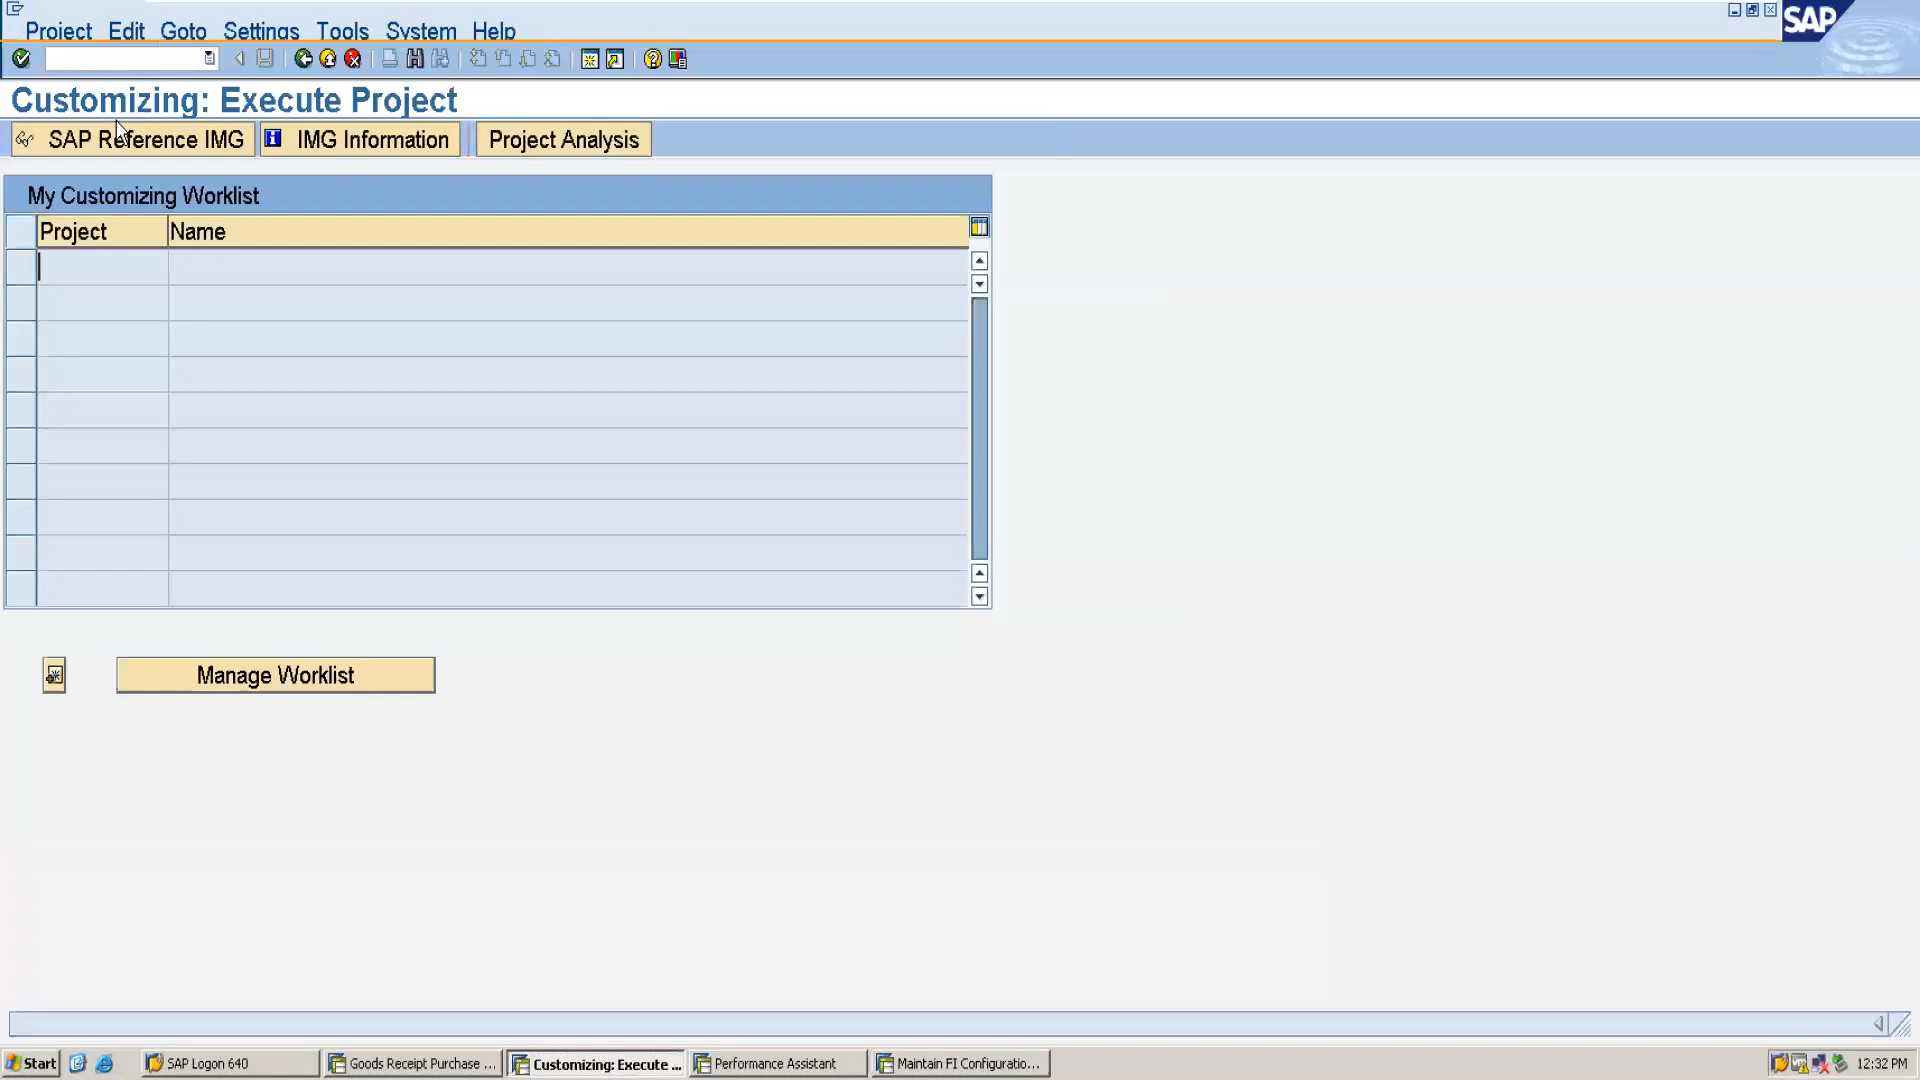 Project Edit Goto Settings Tools System Help
SAP
Customizing: Execute Project
SAP Reference IMG IMG Information Project Analysis
My Customizing Worklist
Project Name
Manage Worklist
Start SAP Logon 640 Goods Receipt Purchase ... Customizing: Execute ... Performance Assistant Maintain FI Configuratio... 12:32 PM